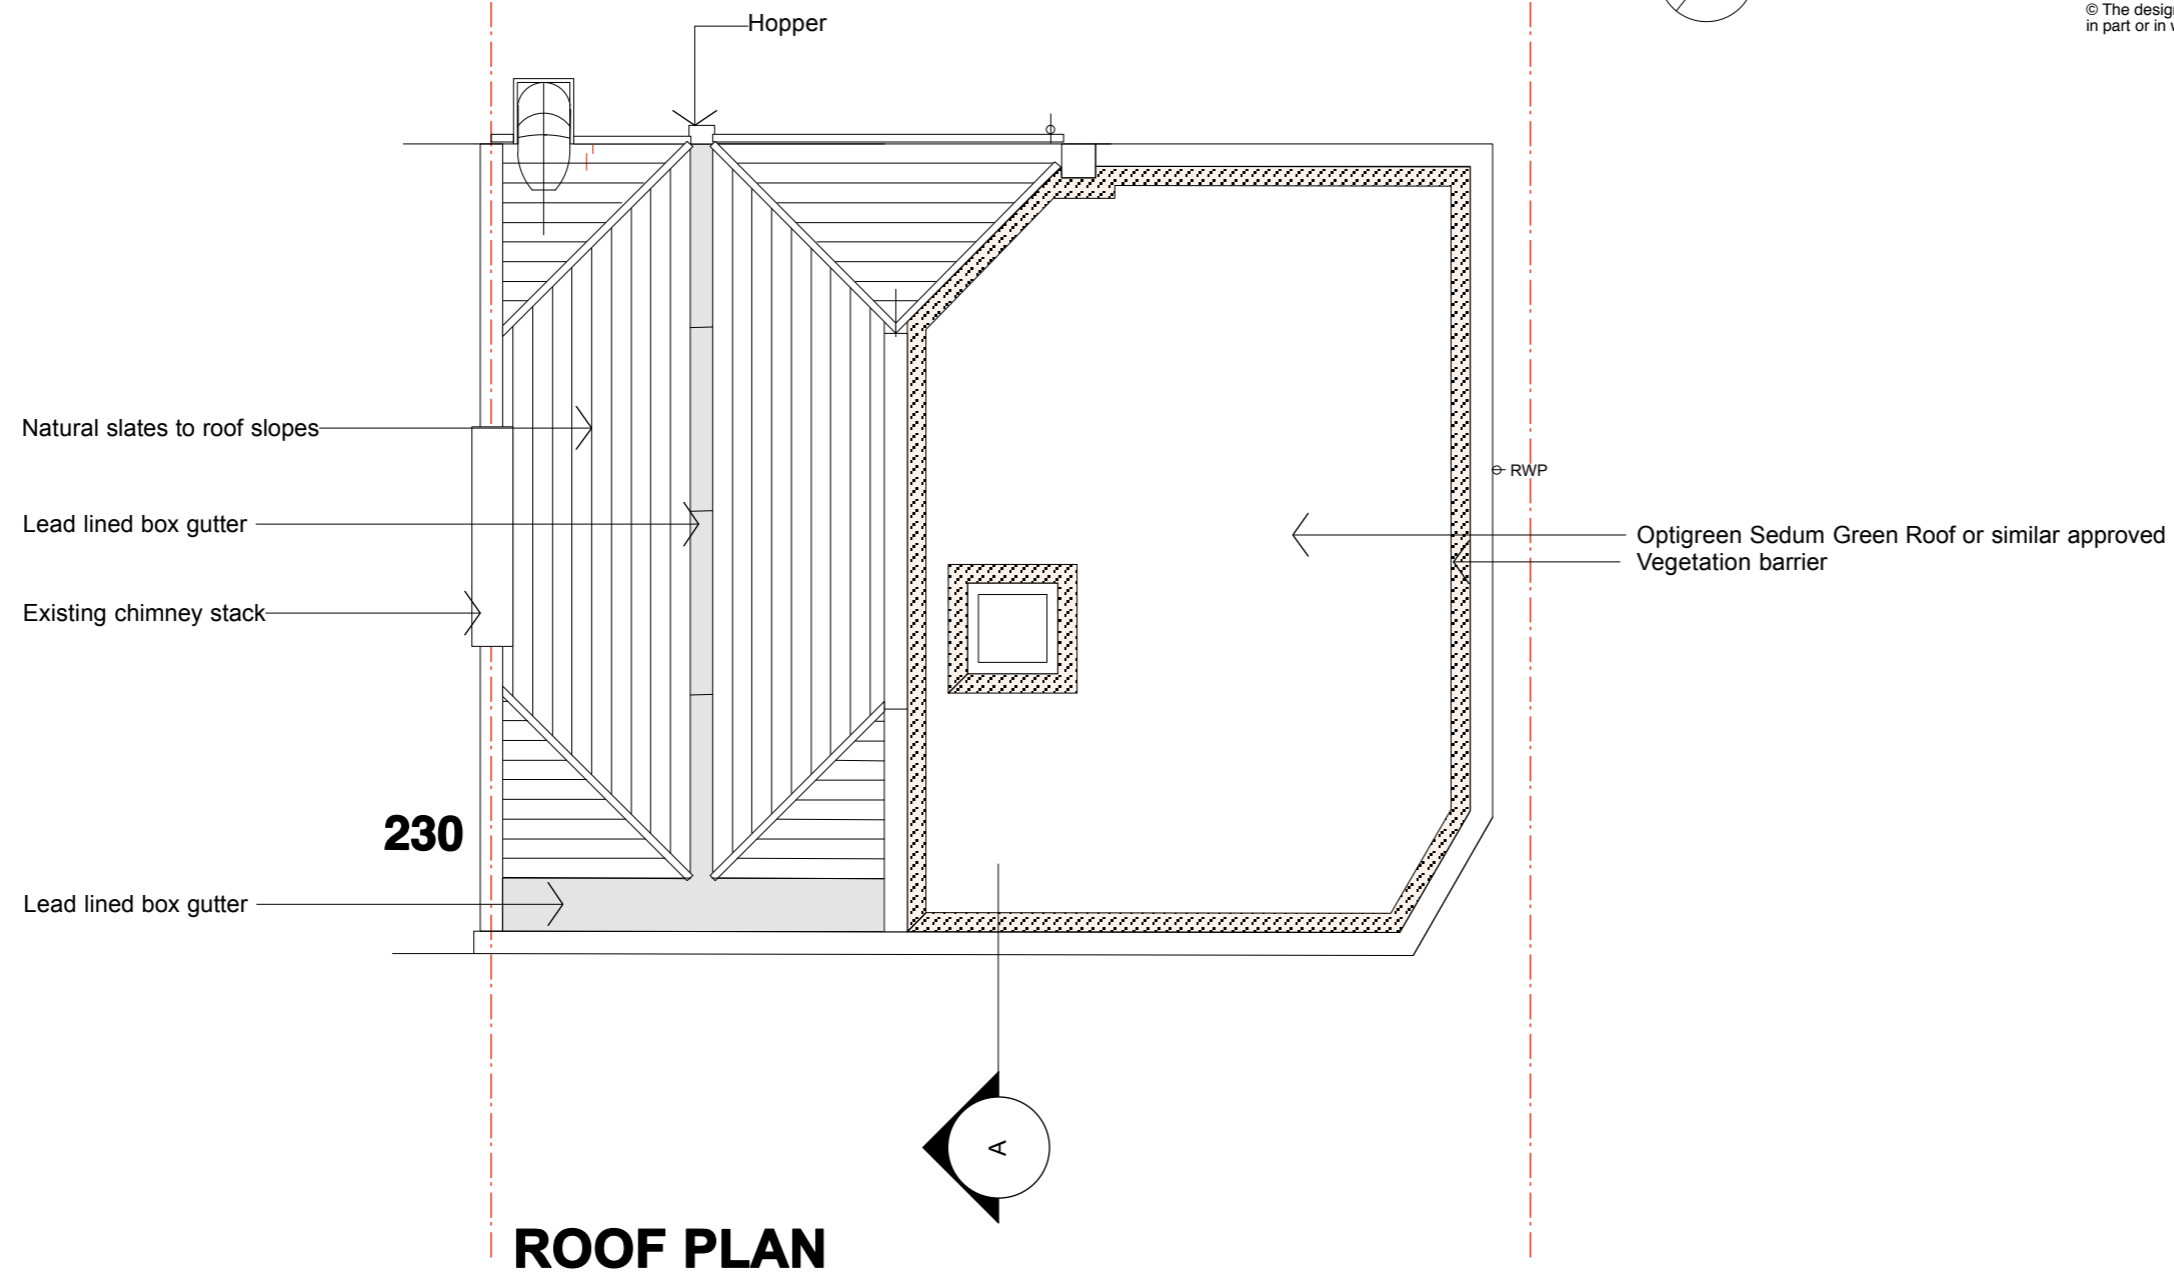 Hopper
© The desig
in part or in
Natural slates to roof slopes
RWP
Lead lined box gutter
Optigreen Sedum Green Roof or similar approved
Vegetation barrier
Existing chimney stack
230
Lead lined box gutter
A
ROOF PLAN